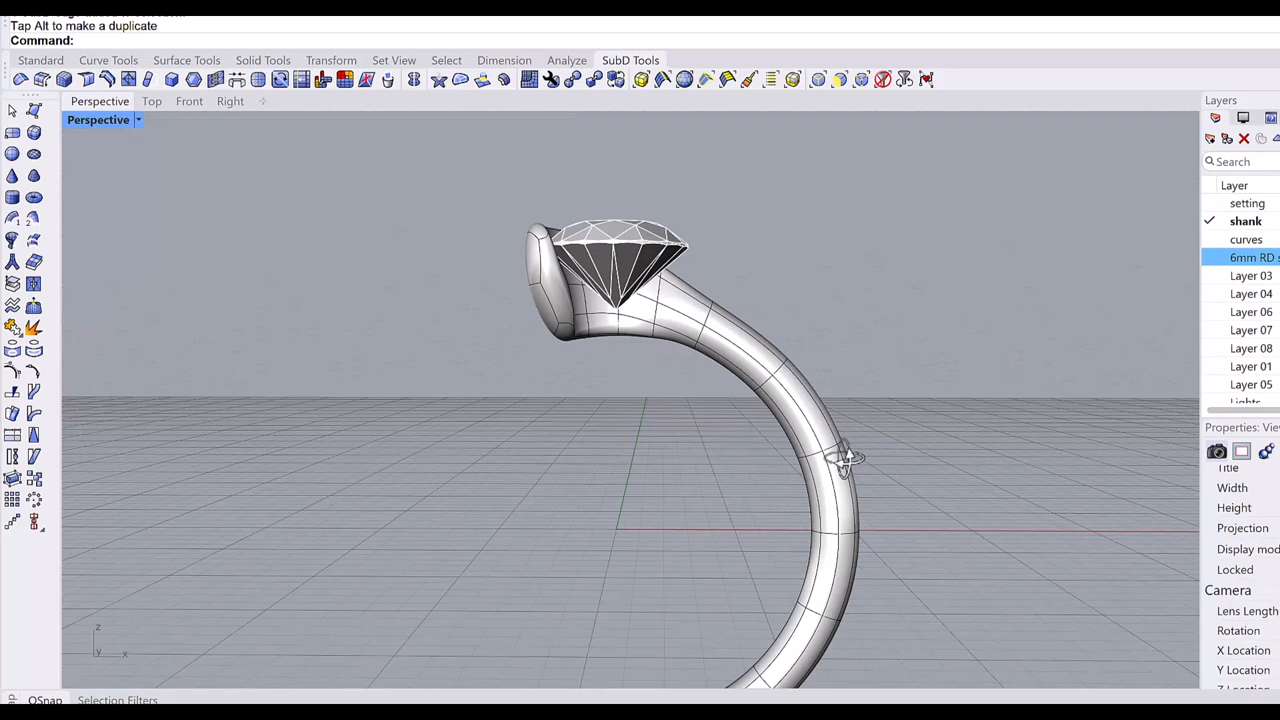 Tap Alt to make a duplicate
Command:
Standard Curve Tools Surface Tools Solid Tools Transform Set View Select Dimension Analyze SubD Tools
Perspective Top Front Right
Perspective
Layers
Search
Layer
setting
shank
curves
6mm RD s
Layer 03
Layer 04
Layer 06
Layer 07
Layer 08
Layer 01
Layer 05
Lights
Properties: Vie
Title
Width
Height
Projection
Display mod
Locked
Camera
Lens Length
Rotation
X Location
Y Location
z
y x
OSnap Selection Filters